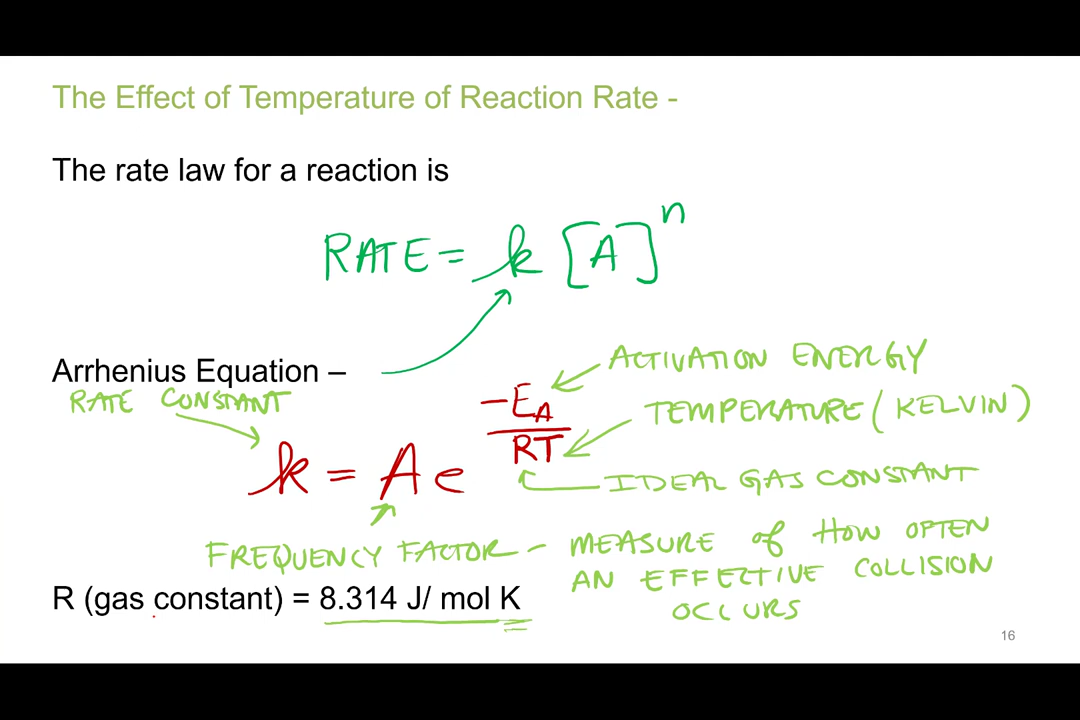 The Effect of Temperature of Reaction Rate -
The rate law for a reaction is
RATE = k [A]^n
Arrhenius Equation –
ACTIVATION ENERGY
RATE CONSTANT
TEMPERATURE (KELVIN)
k = A e^(-E_A/RT)
IDEAL GAS CONSTANT
FREQUENCY FACTOR - MEASURE of HOW OFTEN
AN EFFECTIVE COLLISION
OCCURS
R (gas constant) = 8.314 J/ mol K
16